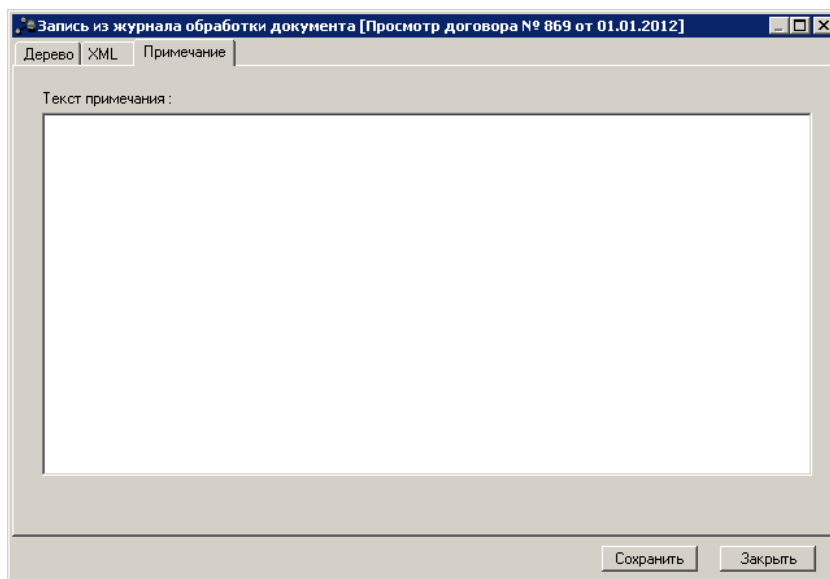 Запись из журнала обработки документа [Просмотр договора № 869 от 01.01.2012]
Дерево XML Примечание
Текст примечания :
Сохранить Закрыть